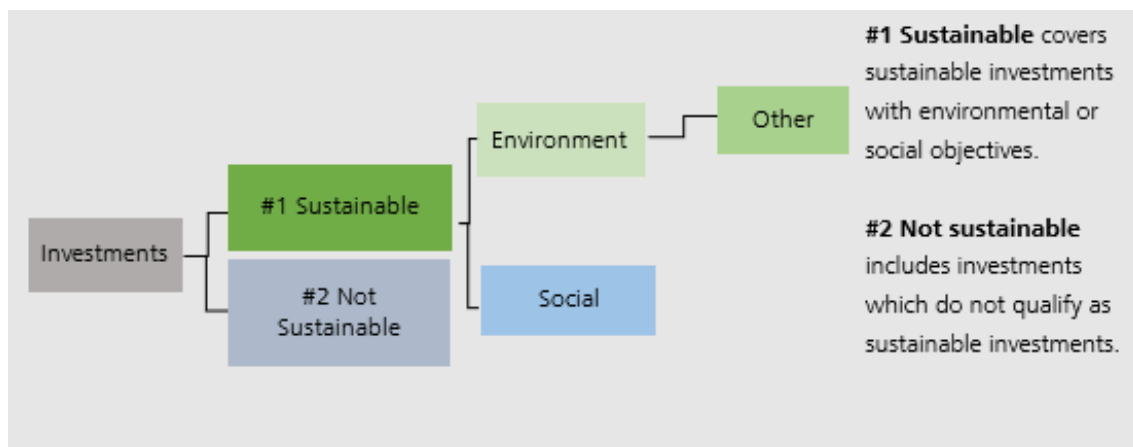 Investments
#1 Sustainable
#2 Not
Sustainable
Environment
Social
Other
#1 Sustainable covers
sustainable investments
with environmental or
social objectives.
#2 Not sustainable
includes investments
which do not qualify as
sustainable investments.